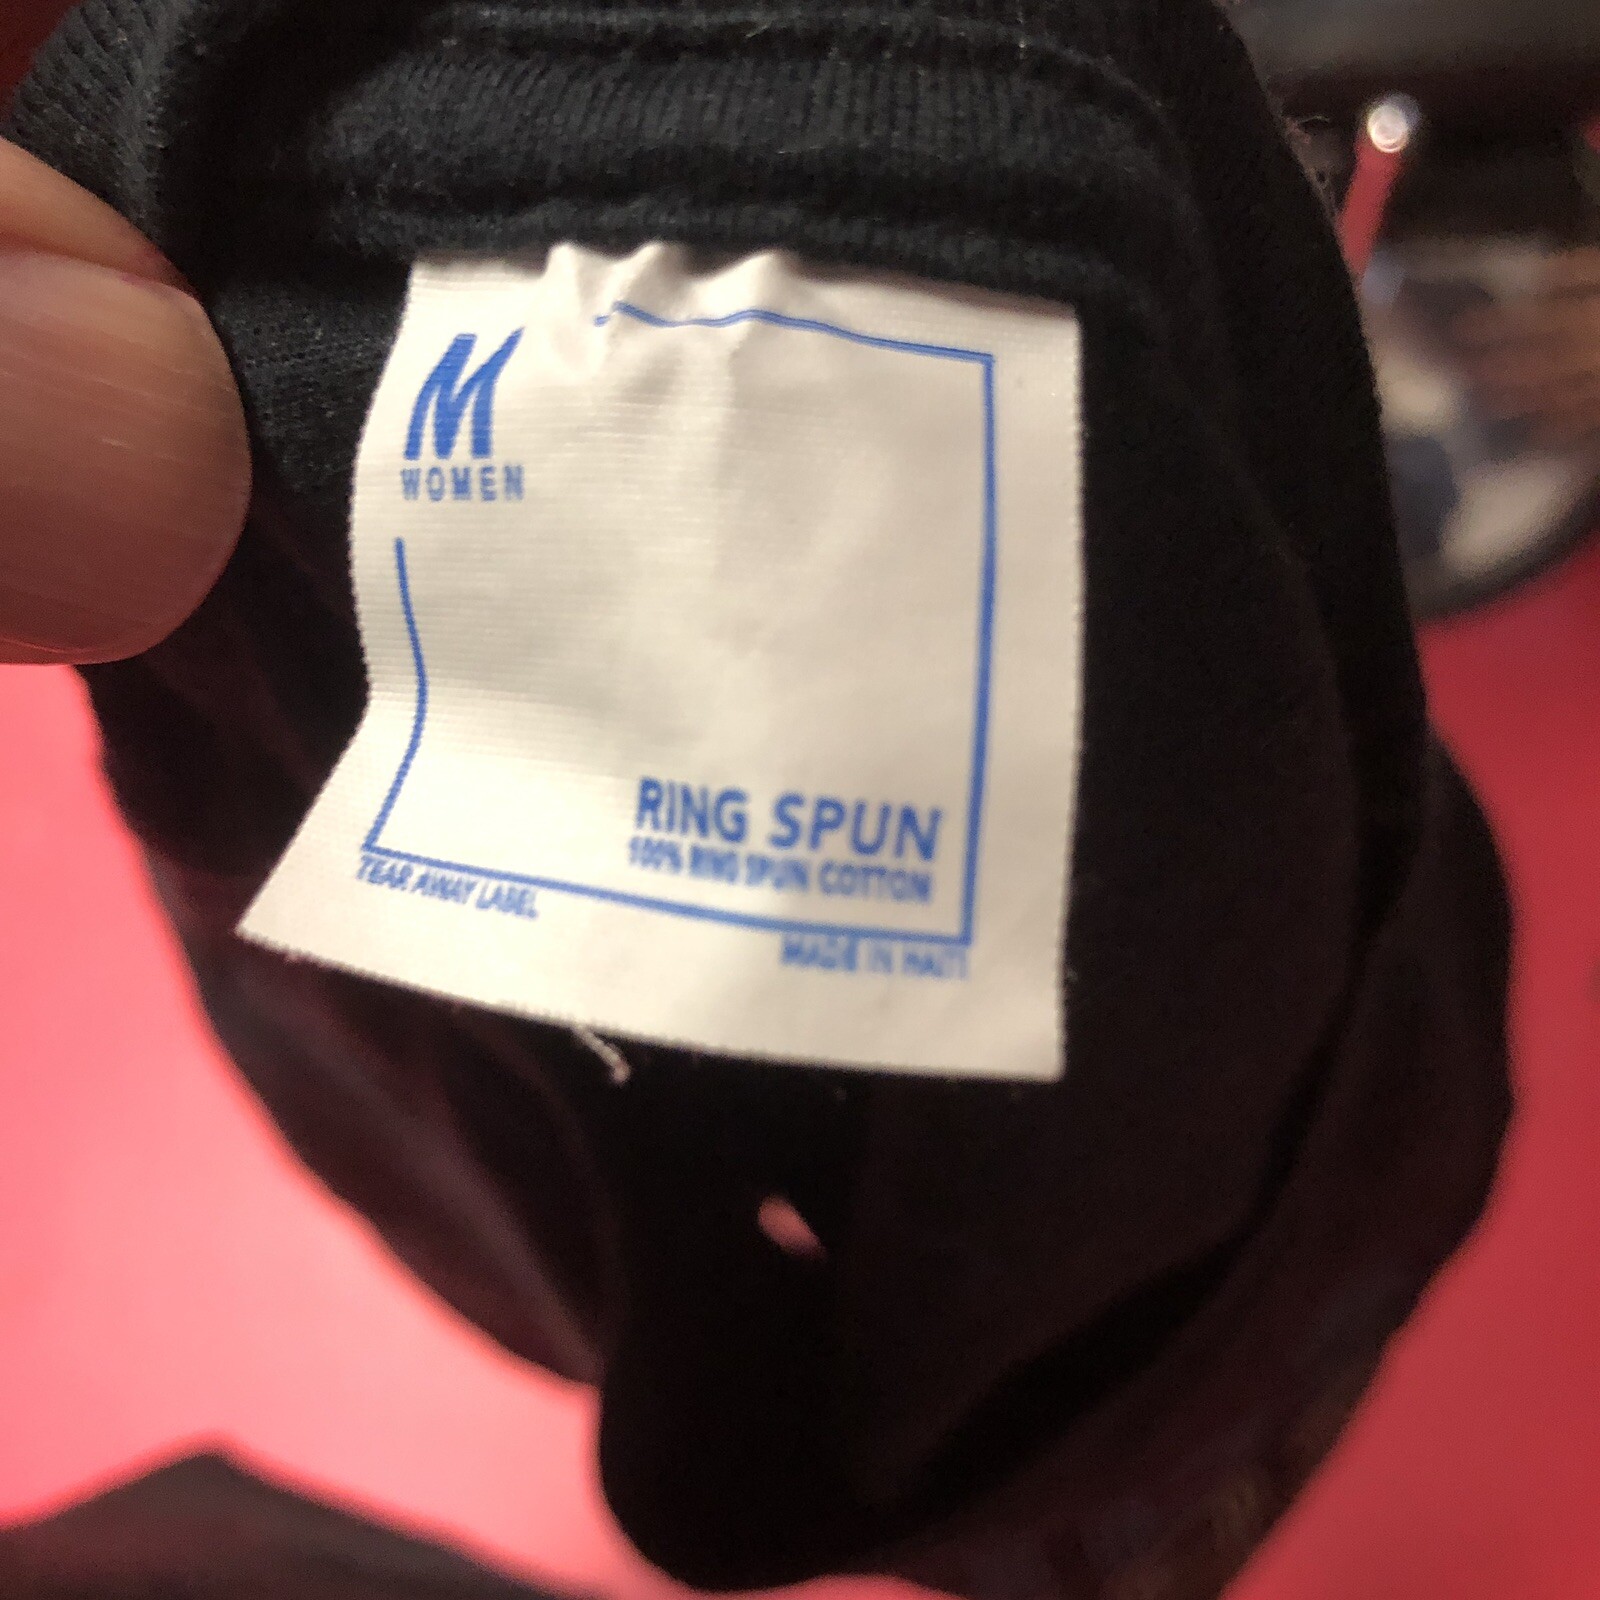 M
WOMEN
RING SPUN
100% RING SPUN COTTON
TEAR AWAY LABEL
MADE IN HAITI